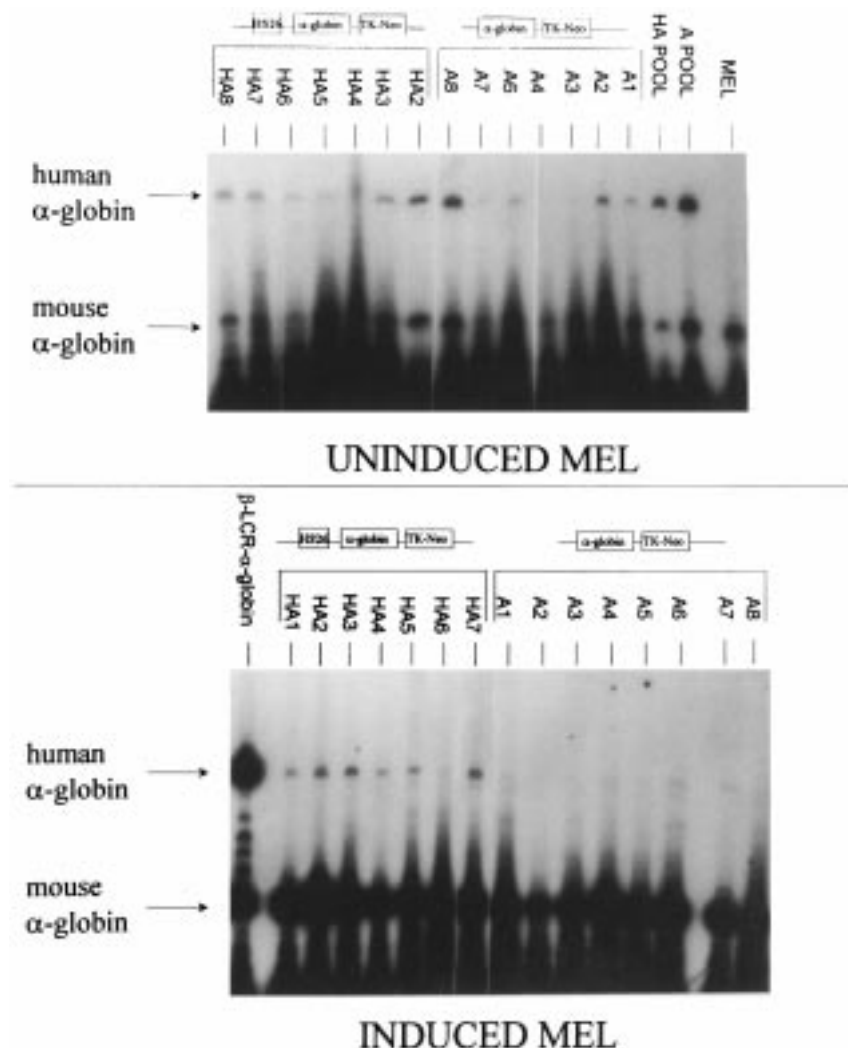 HS26 α-globin TK-Neo
α-globin TK-Neo
HA8 HA7 HA6 HA5 HA4 HA3 HA2 A8 A7 A6 A4 A3 A2 A1 HA POOL A POOL MEL
human
α-globin
mouse
α-globin
UNINDUCED MEL
HS26 α-globin TK-Neo
α-globin TK-Neo
β-LCR-α-globin HA1 HA2 HA3 HA4 HA5 HA6 HA7 A1 A2 A3 A4 A5 A6 A7 A8
human
α-globin
mouse
α-globin
INDUCED MEL